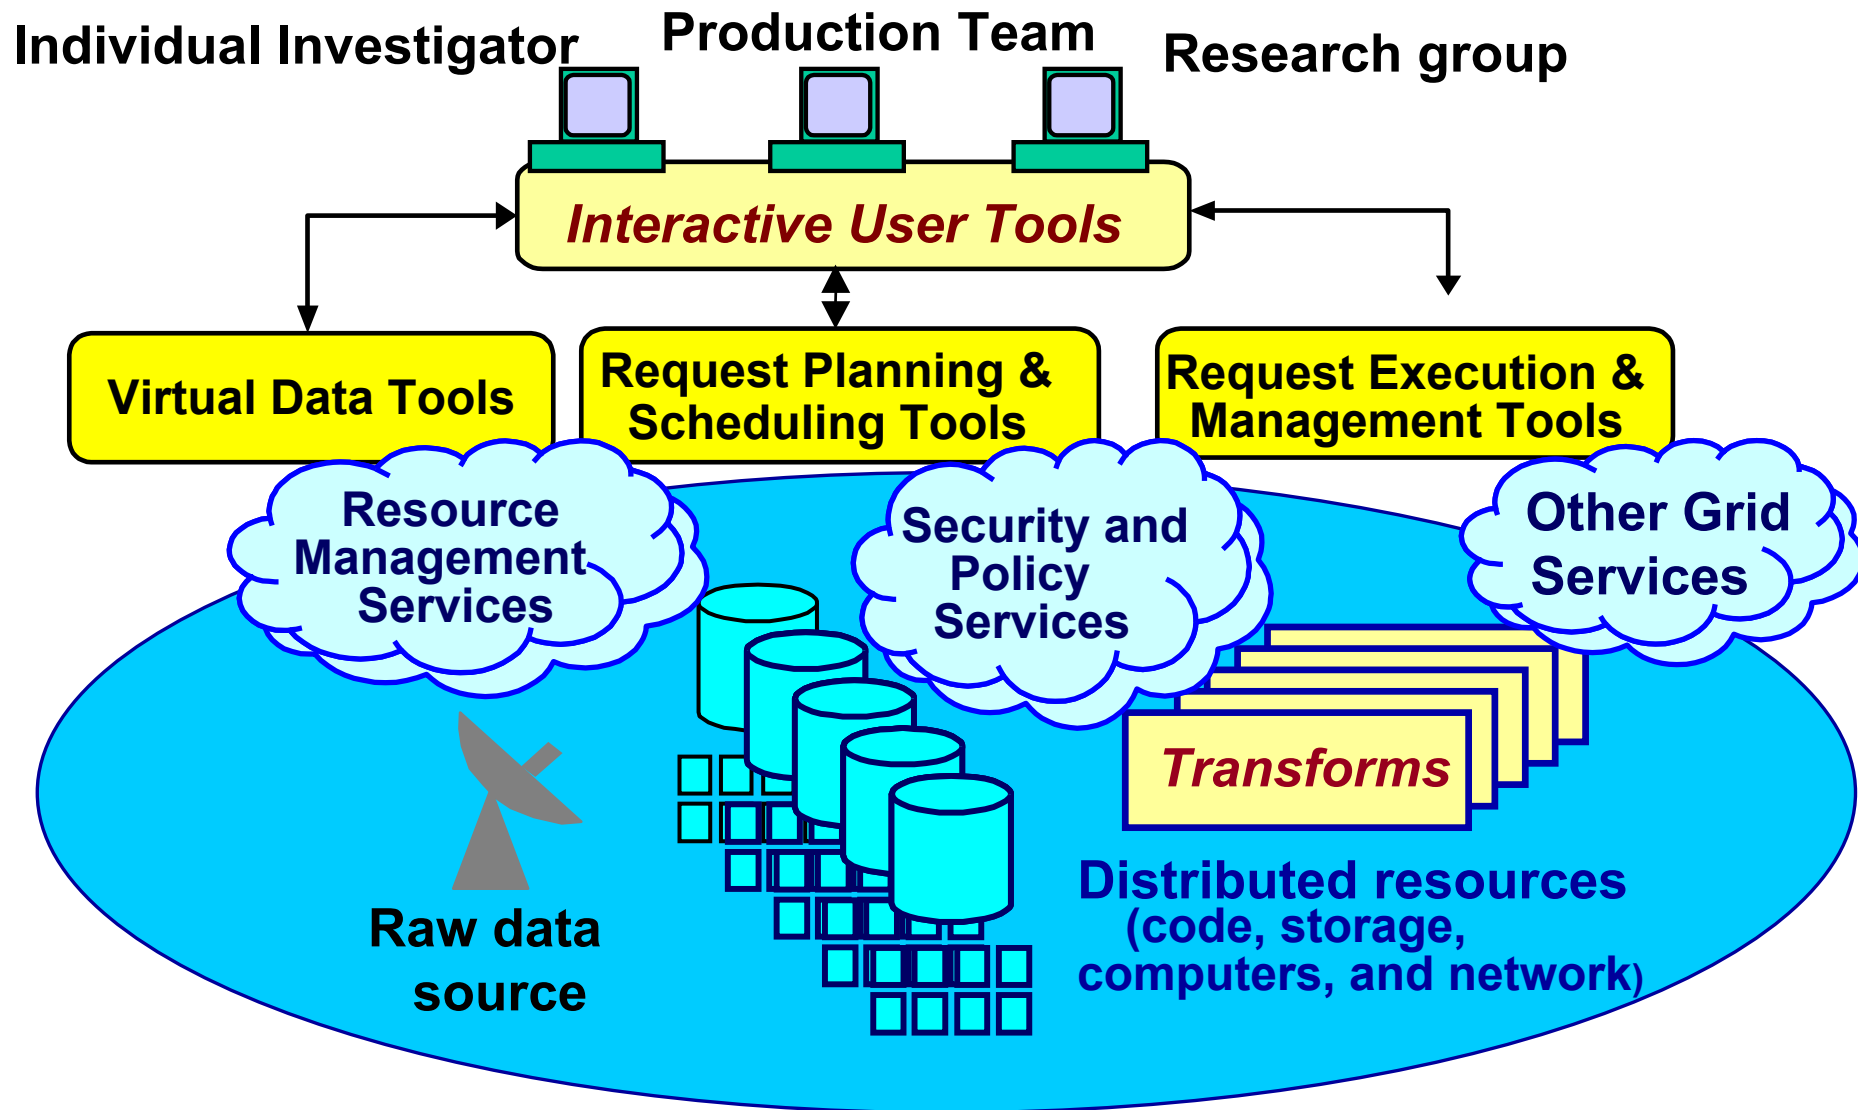 Individual Investigator
Production Team
Research group
Interactive User Tools
Virtual Data Tools
Request Planning &
Scheduling Tools
Request Execution &
Management Tools
Resource
Management
Services
Security and
Policy
Services
Other Grid
Services
Transforms
Raw data
source
Distributed resources
(code, storage,
computers, and network)